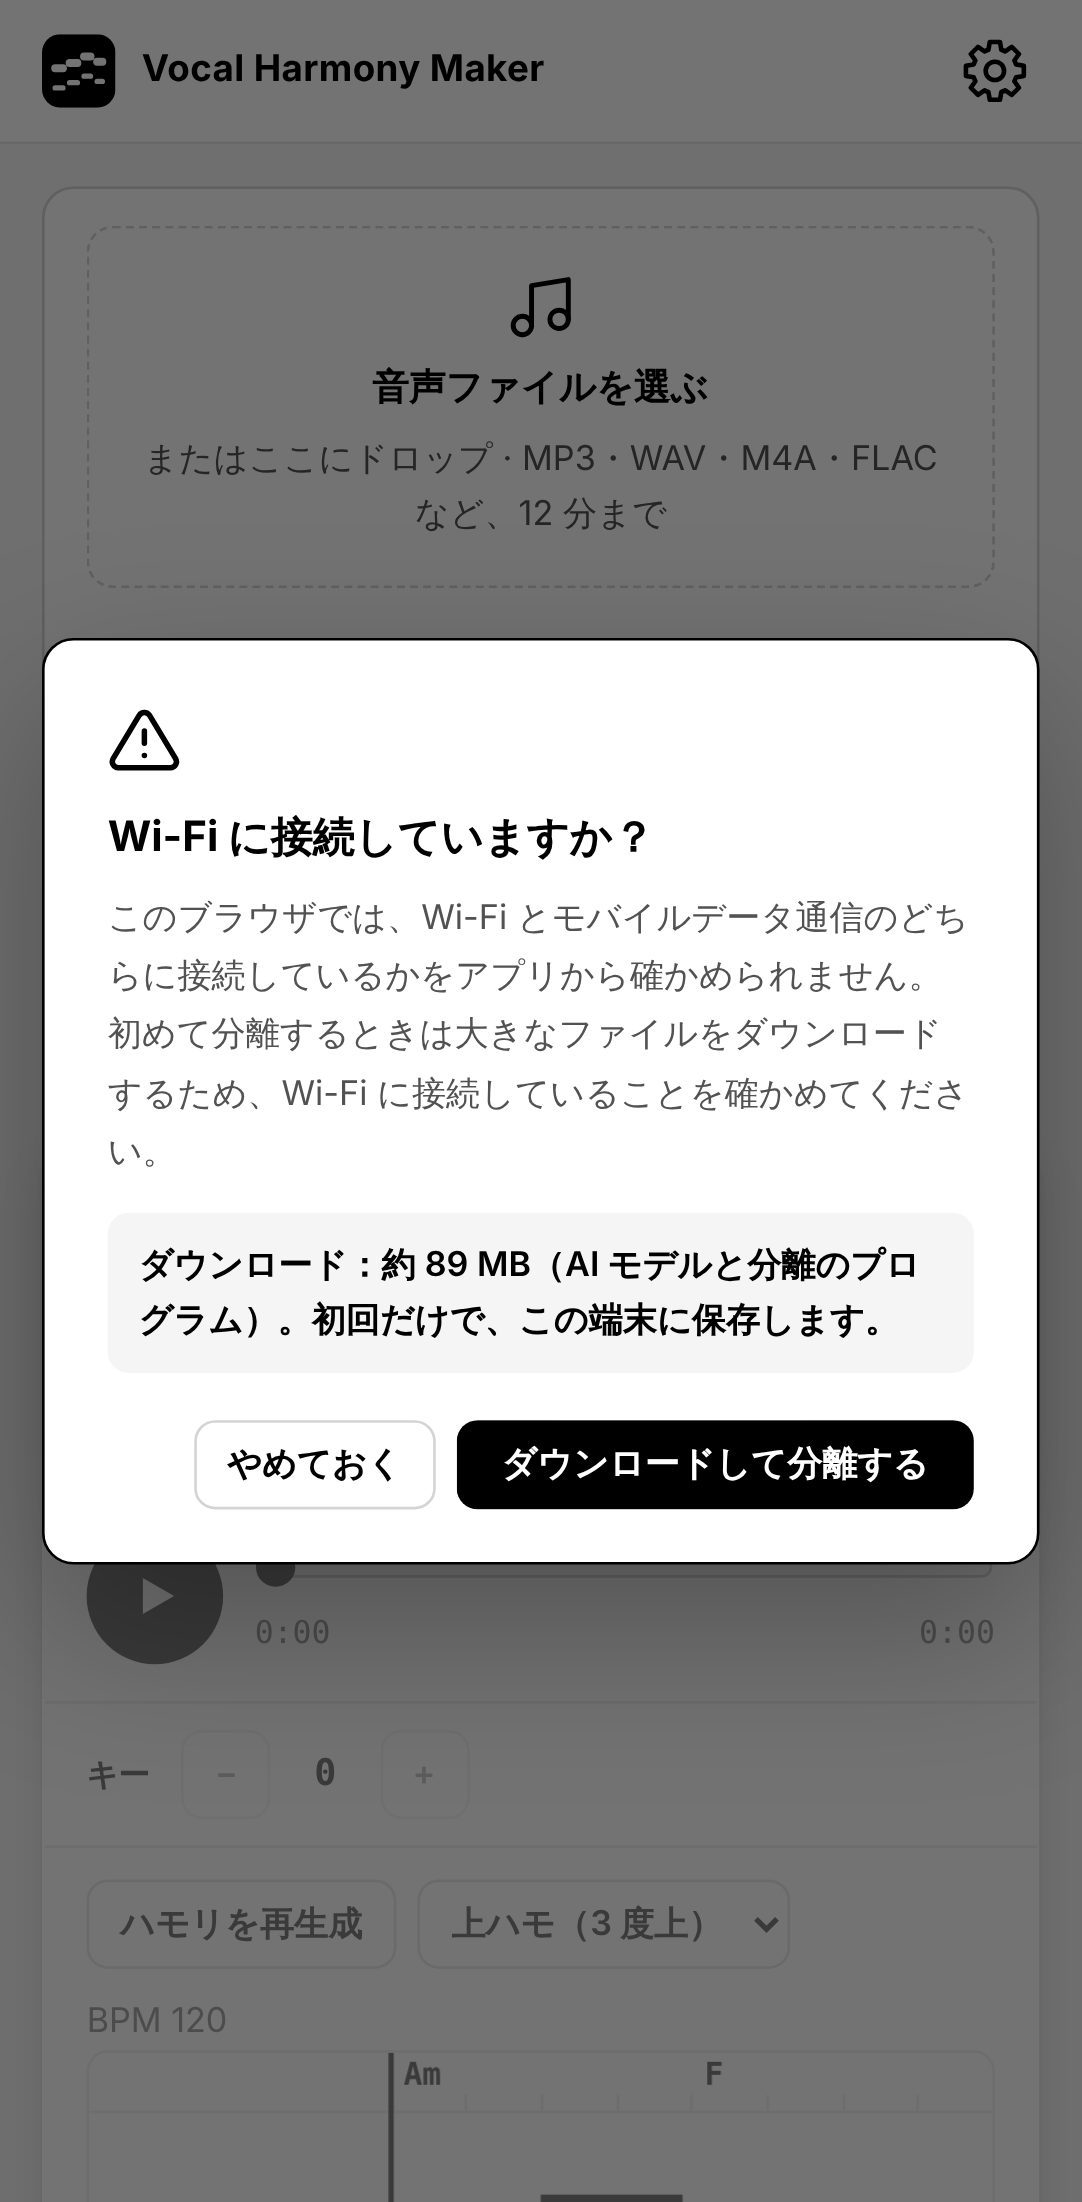 Vocal Harmony Maker
音声ファイルを選ぶ
またはここにドロップ · MP3・WAV・M4A・FLAC
など、12 分まで
Wi-Fi に接続していますか？
このブラウザでは、Wi-Fi とモバイルデータ通信のどち
らに接続しているかをアプリから確かめられません。
初めて分離するときは大きなファイルをダウンロード
するため、Wi-Fi に接続していることを確かめてくださ
い。
ダウンロード：約 89 MB（AI モデルと分離のプロ
グラム）。初回だけで、この端末に保存します。
やめておく
ダウンロードして分離する
0:00
0:00
キー
−
0
+
ハモリを再生成
上ハモ（3 度上）
BPM 120
Am
F